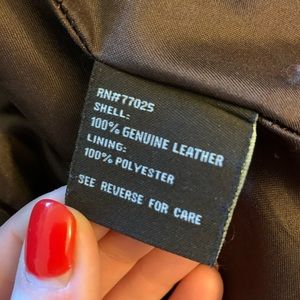 RN#77025
SHELL:
100% GENUINE LEATHER
LINING:
100% POLYESTER
SEE REVERSE FOR CARE